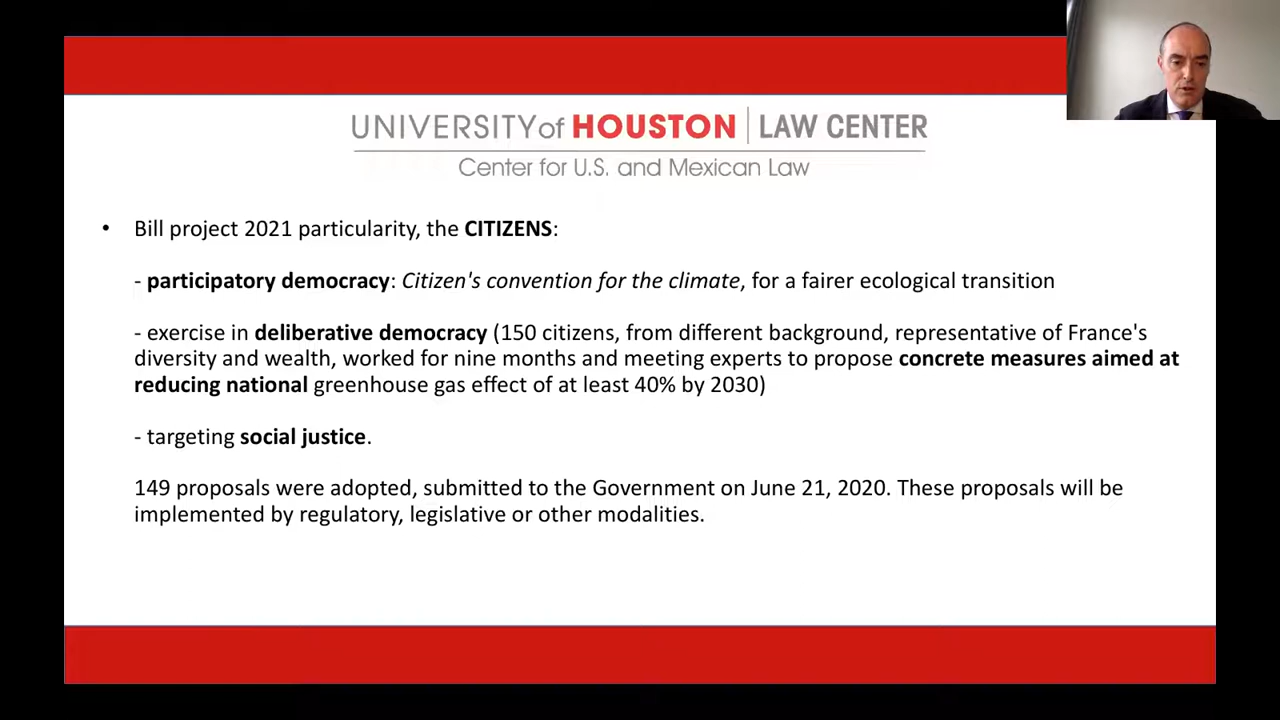 UNIVERSITY of HOUSTON | LAW CENTER
Center for U.S. and Mexican Law
• Bill project 2021 particularity, the CITIZENS:
- participatory democracy: Citizen's convention for the climate, for a fairer ecological transition
- exercise in deliberative democracy (150 citizens, from different background, representative of France's
diversity and wealth, worked for nine months and meeting experts to propose concrete measures aimed at
reducing national greenhouse gas effect of at least 40% by 2030)
- targeting social justice.
149 proposals were adopted, submitted to the Government on June 21, 2020. These proposals will be
implemented by regulatory, legislative or other modalities.